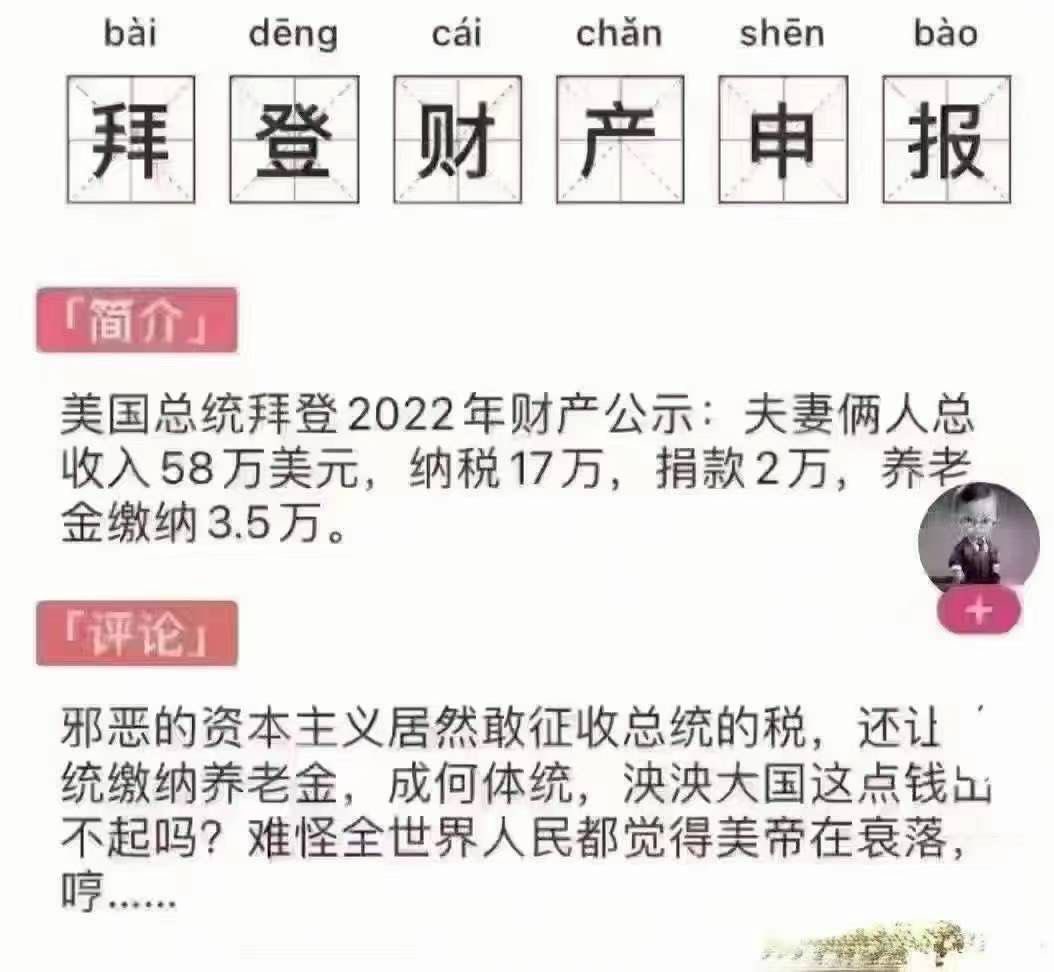 bài dēng cái chǎn shēn bào
拜登财产申报
「简介」
美国总统拜登2022年财产公示：夫妻俩人总
收入58万美元，纳税17万，捐款2万，养老
金缴纳3.5万。
+
「评论」
邪恶的资本主义居然敢征收总统的税，还让
统缴纳养老金，成何体统，泱泱大国这点钱出
不起吗？难怪全世界人民都觉得美帝在衰落，
哼......